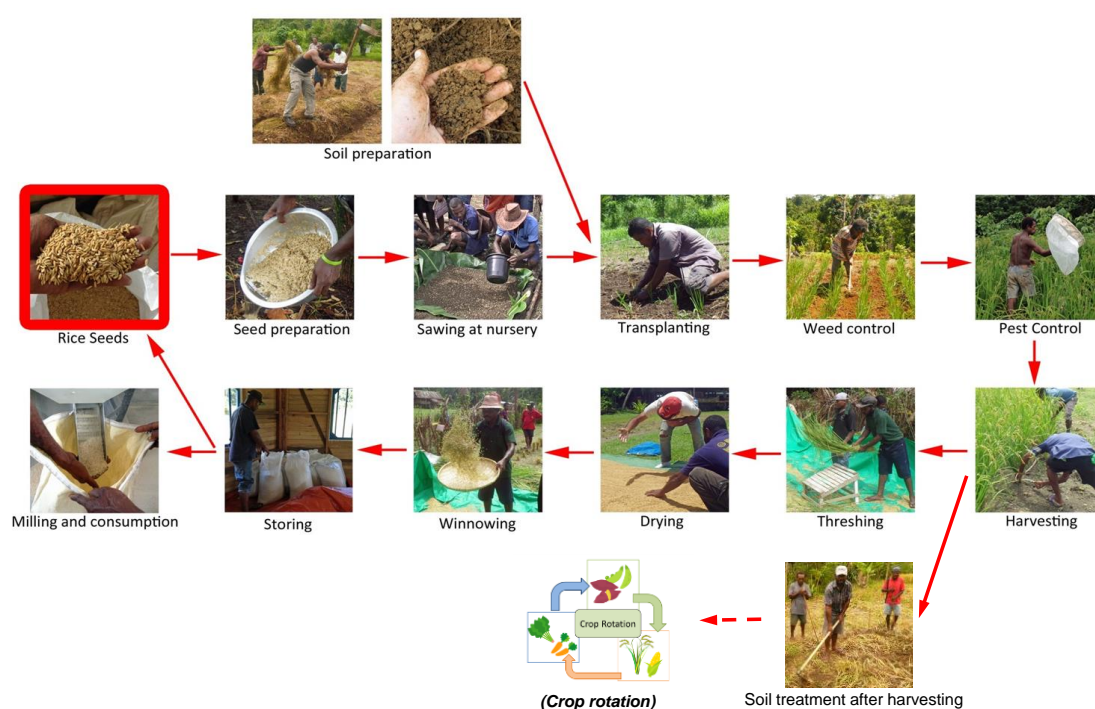 Soil preparation
Rice Seeds
Seed preparation
Sawing at nursery
Transplanting
Weed control
Pest Control
Milling and consumption
Storing
Winnowing
Drying
Threshing
Harvesting
Crop Rotation
(Crop rotation)
Soil treatment after harvesting